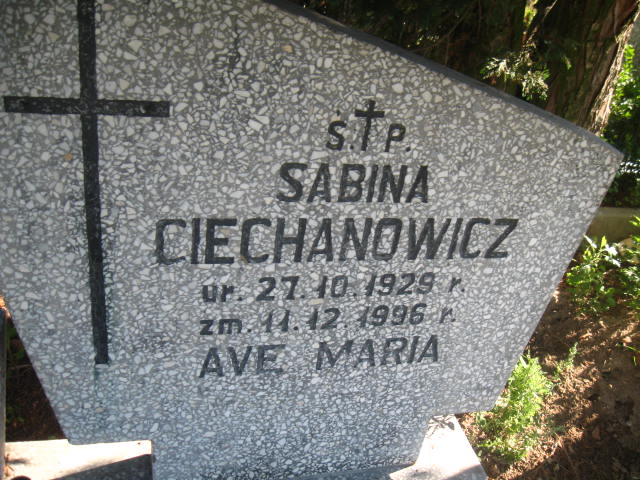 Ś.†P.
SABINA
CIECHANOWICZ
ur. 27.10.1929 r.
zm. 11.12.1996 r.
AVE MARIA